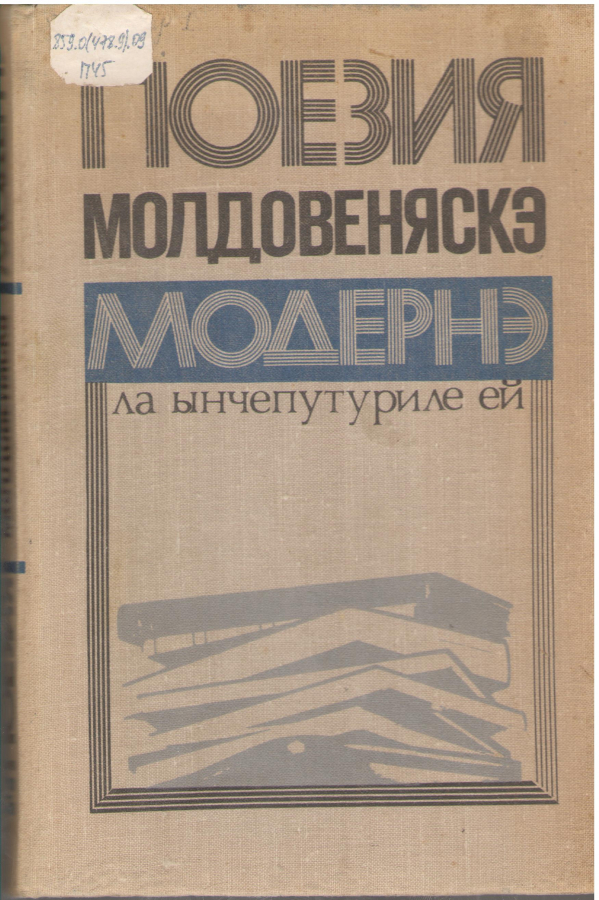 859.0(478.9).09
П45
ПОЕЗИЯ
МОЛДОВЕНЯСКЭ
МОДЕРНЭ
ла ынчепутуриле ей